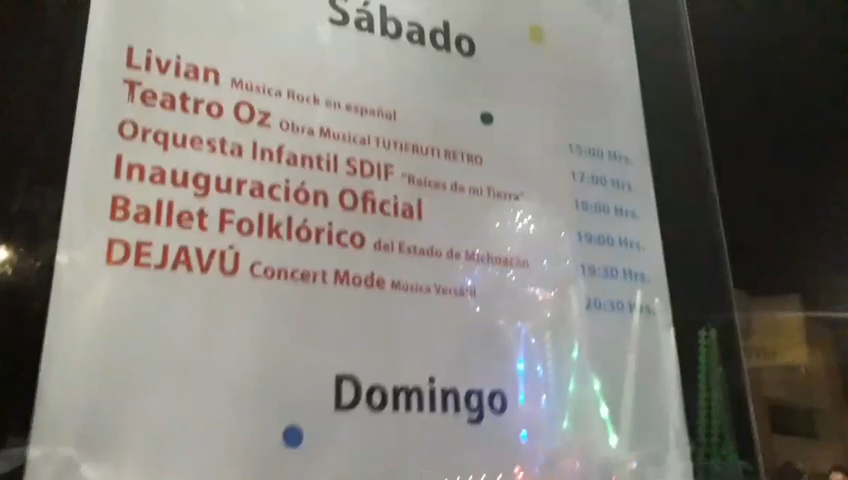 Sábado
Livian Música Rock en español 15:00 Hrs.
Teatro Oz Obra Musical TUTIFRUTI RETRO 17:00 Hrs.
Orquesta Infantil SDIF "Raíces de mi Tierra" 18:00 Hrs.
Inauguración Oficial 19:00 Hrs.
Ballet Folklórico del Estado de Michoacán 19:30 Hrs.
DEJAVÚ Concert Mode Música Versátil 20:30 Hrs.
Domingo